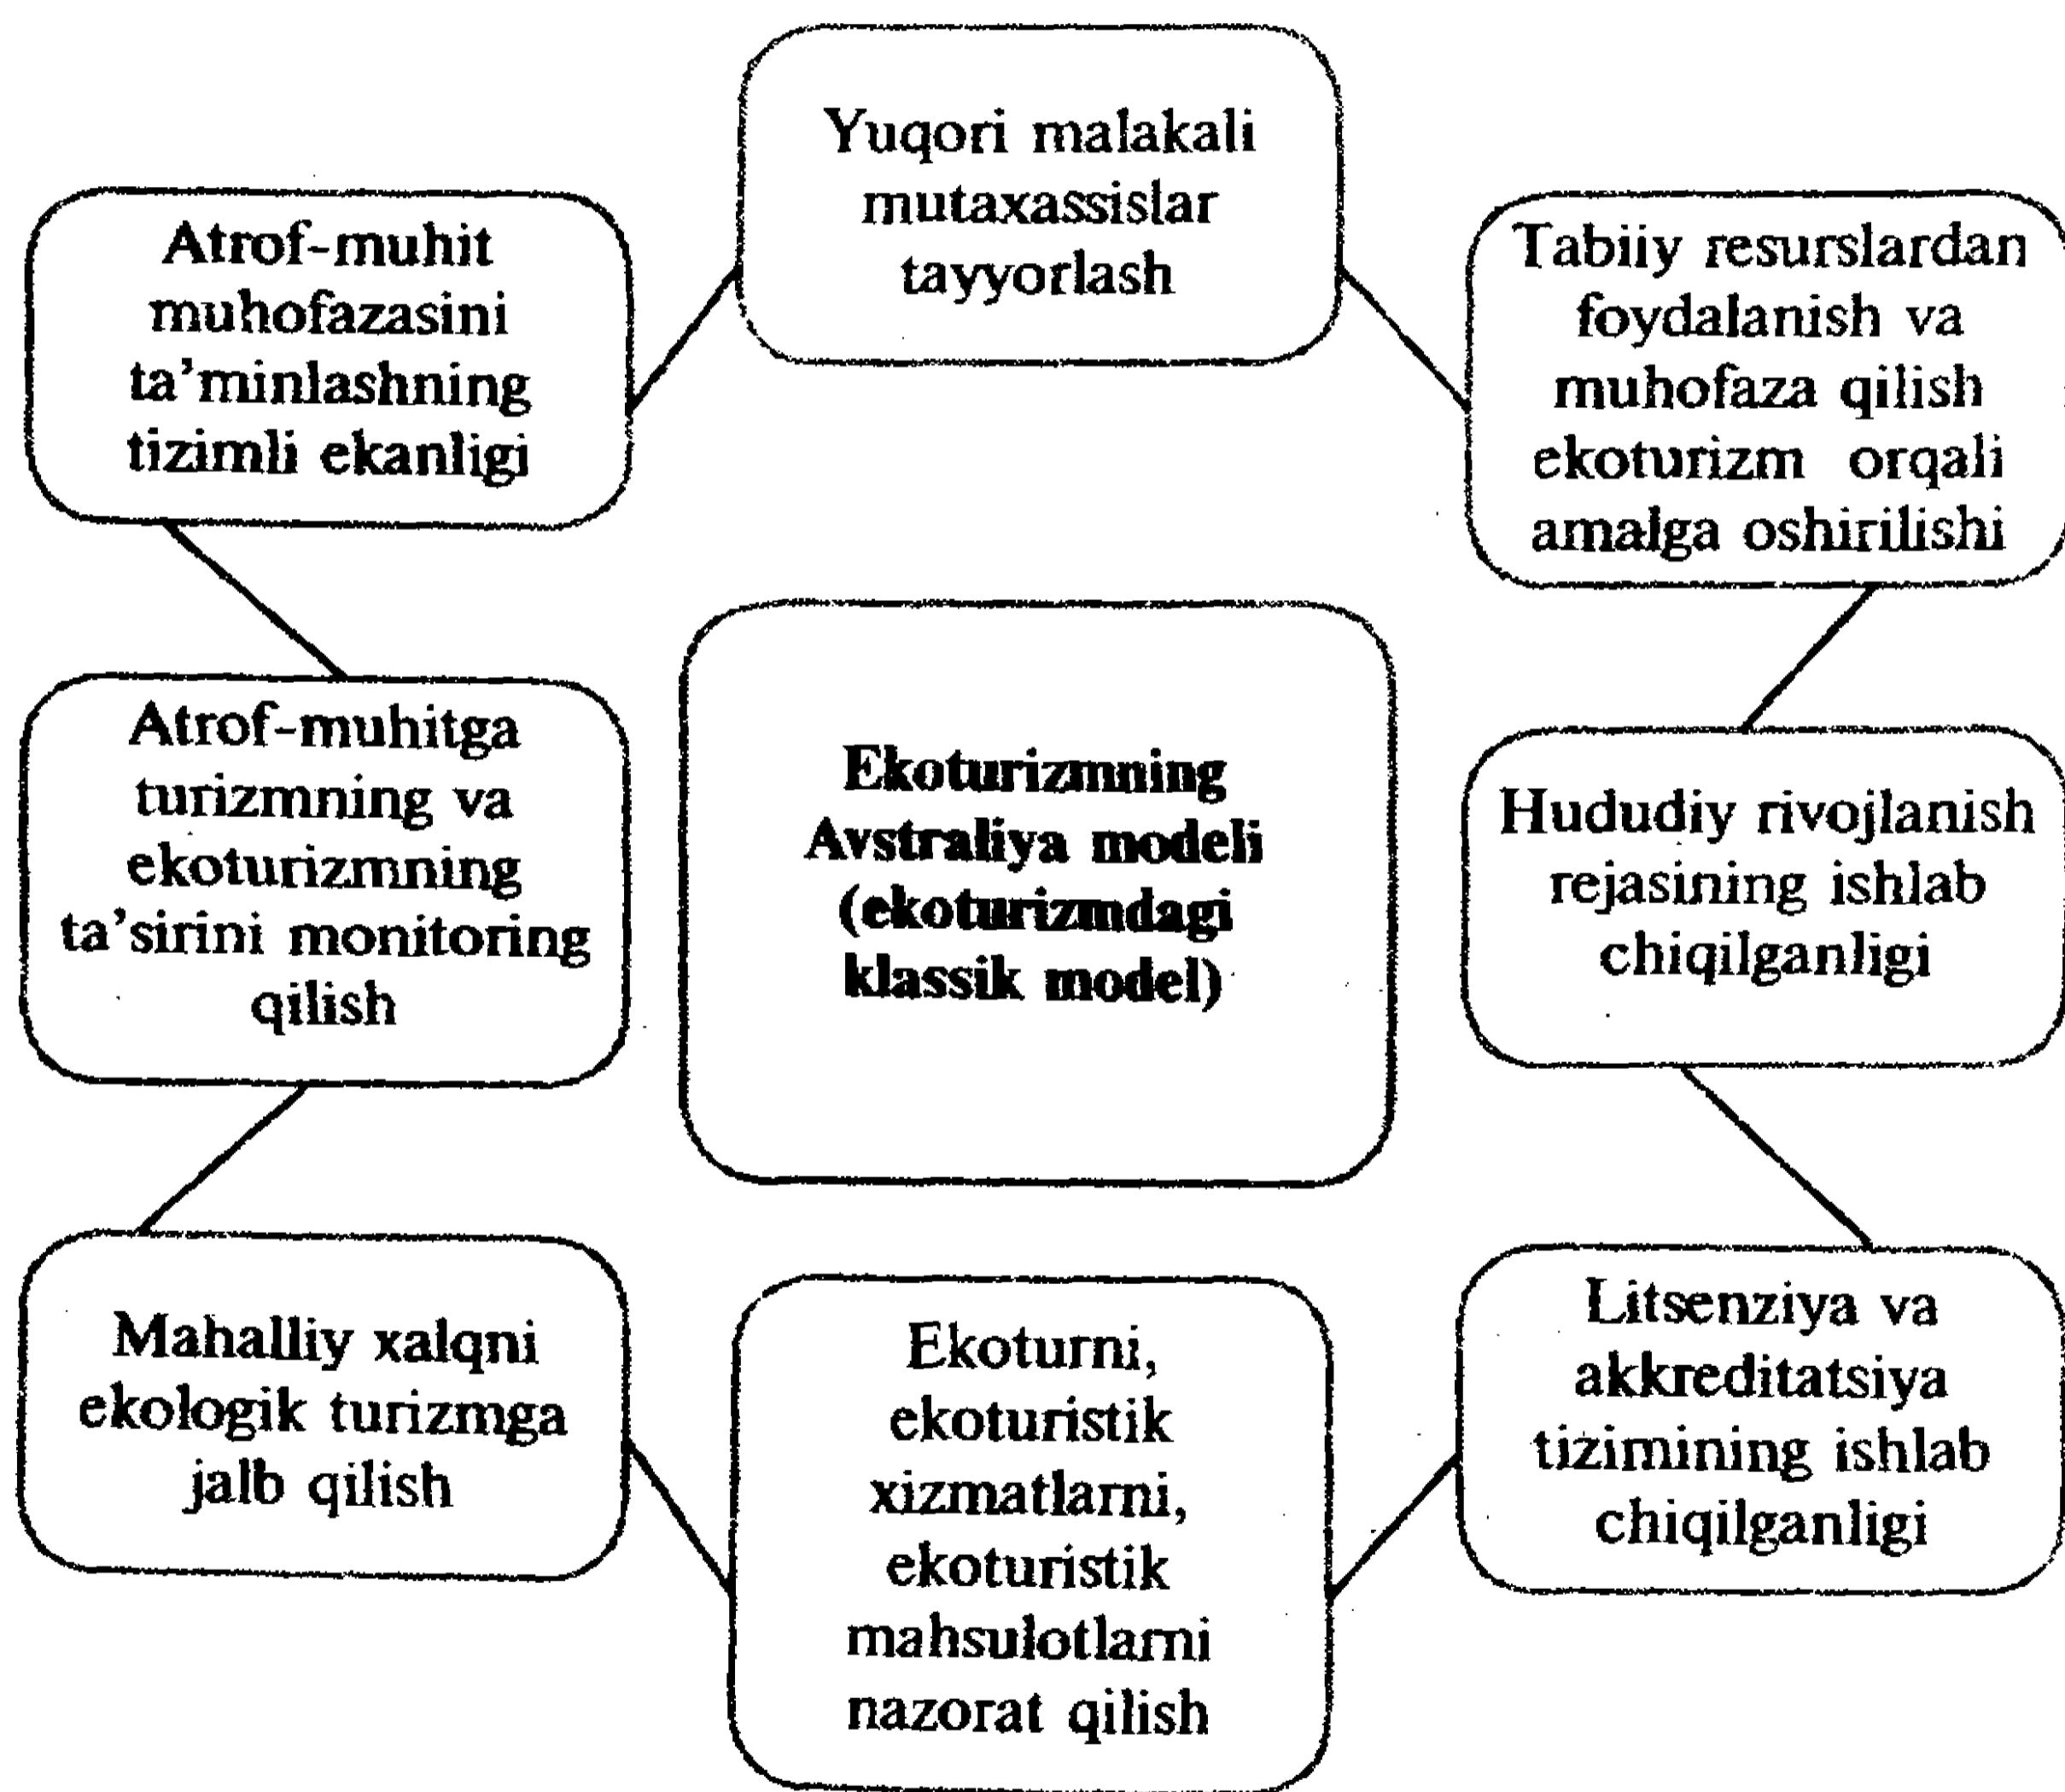 Yuqori malakali
mutaxassislar
tayyorlash
Atrof-muhit
muhofazasini
ta’minlashning
tizimli ekanligi
Tabiiy resurslardan
foydalanish va
muhofaza qilish
ekoturizm orqali
amalga oshirilishi
Atrof-muhitga
turizmning va
ekoturizmning
ta’sirini monitoring
qilish
Ekoturizmning
Avstraliya modeli
(ekoturizmdagi
klassik model)
Hududiy rivojlanish
rejasining ishlab
chiqilganligi
Mahalliy xalqni
ekologik turizmga
jalb qilish
Ekoturni,
ekoturistik
xizmatlarni,
ekoturistik
mahsulotlarni
nazorat qilish
Litsenziya va
akkreditatsiya
tizimining ishlab
chiqilganligi